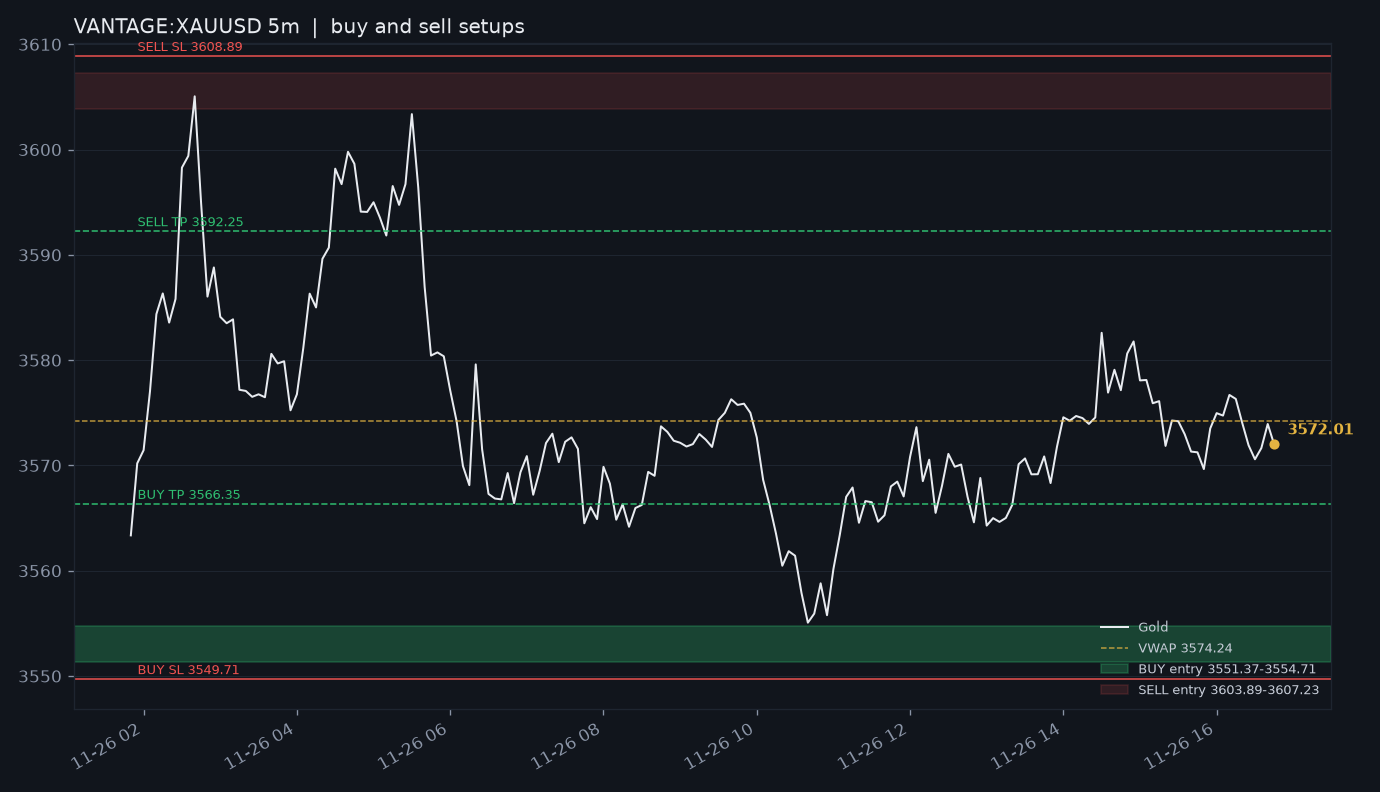 VANTAGE:XAUUSD 5m | buy and sell setups
3610
SELL SL 3608.89
3600
SELL TP 3592.25
3590
3580
3572.01
3570
BUY TP 3566.35
3560
3550
BUY SL 3549.71
Gold
VWAP 3574.24
BUY entry 3551.37-3554.71
SELL entry 3603.89-3607.23
11-26 02
11-26 04
11-26 06
11-26 08
11-26 10
11-26 12
11-26 14
11-26 16